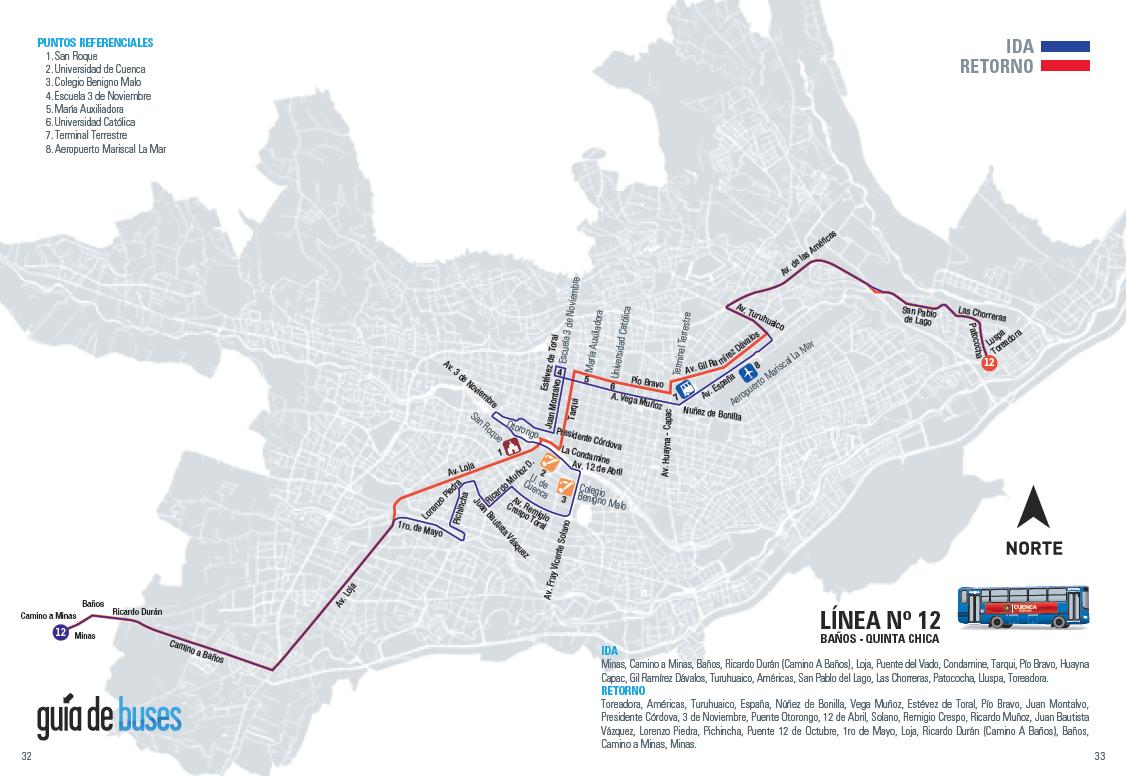 PUNTOS REFERENCIALES
1. San Roque
2. Universidad de Cuenca
3. Colegio Benigno Malo
4. Escuela 3 de Noviembre
5. María Auxiliadora
6. Universidad Católica
7. Terminal Terrestre
8. Aeropuerto Mariscal La Mar
IDA
RETORNO
Av. de las Américas
San Pablo
de Lago
Las Chorreras
Patococha
Luspa
Toreadora
12
Av. Turuhuaico
Av. Gil Ramírez Dávalos
Av. España
8
Aeropuerto Mariscal La Mar
Terminal Terrestre
7
Nuñez de Bonilla
Av. Huayna - Capac
Estévez de Toral
Escuela 3 de Noviembre
4
María Auxiliadora
5
Universidad Católica
6
Pío Bravo
A. Vega Muñoz
Juan Montalvo
Tarqui
Av. 3 de Noviembre
San Roque
1
Otorongo
Presidente Córdova
La Condamine
Av. 12 de Abril
2
U. de
Cuenca
3
Colegio
Benigno Malo
Av. Loja
Lorenzo Piedra
Pichincha
Ricardo Muñoz D.
Juan Bautista Vásquez
Av. Remigio
Crespo Toral
Av. Fray Vicente Solano
1ro. de Mayo
Av. Loja
Camino a Minas
Baños
Ricardo Durán
12
Minas
Camino a Baños
NORTE
CUENCA
LÍNEA Nº 12
BAÑOS - QUINTA CHICA
IDA
Minas, Camino a Minas, Baños, Ricardo Durán (Camino A Baños), Loja, Puente del Vado, Condamine, Tarqui, Pío Bravo, Huayna
Capac, Gil Ramírez Dávalos, Turuhuaico, Américas, San Pablo del Lago, Las Chorreras, Patococha, Lluspa, Toreadora.
RETORNO
Toreadora, Américas, Turuhuaico, España, Núñez de Bonilla, Vega Muñoz, Estévez de Toral, Pío Bravo, Juan Montalvo,
Presidente Córdova, 3 de Noviembre, Puente Otorongo, 12 de Abril, Solano, Remigio Crespo, Ricardo Muñoz, Juan Bautista
Vázquez, Lorenzo Piedra, Pichincha, Puente 12 de Octubre, 1ro de Mayo, Loja, Ricardo Durán (Camino A Baños), Baños,
Camino a Minas, Minas.
guía de buses
32
33